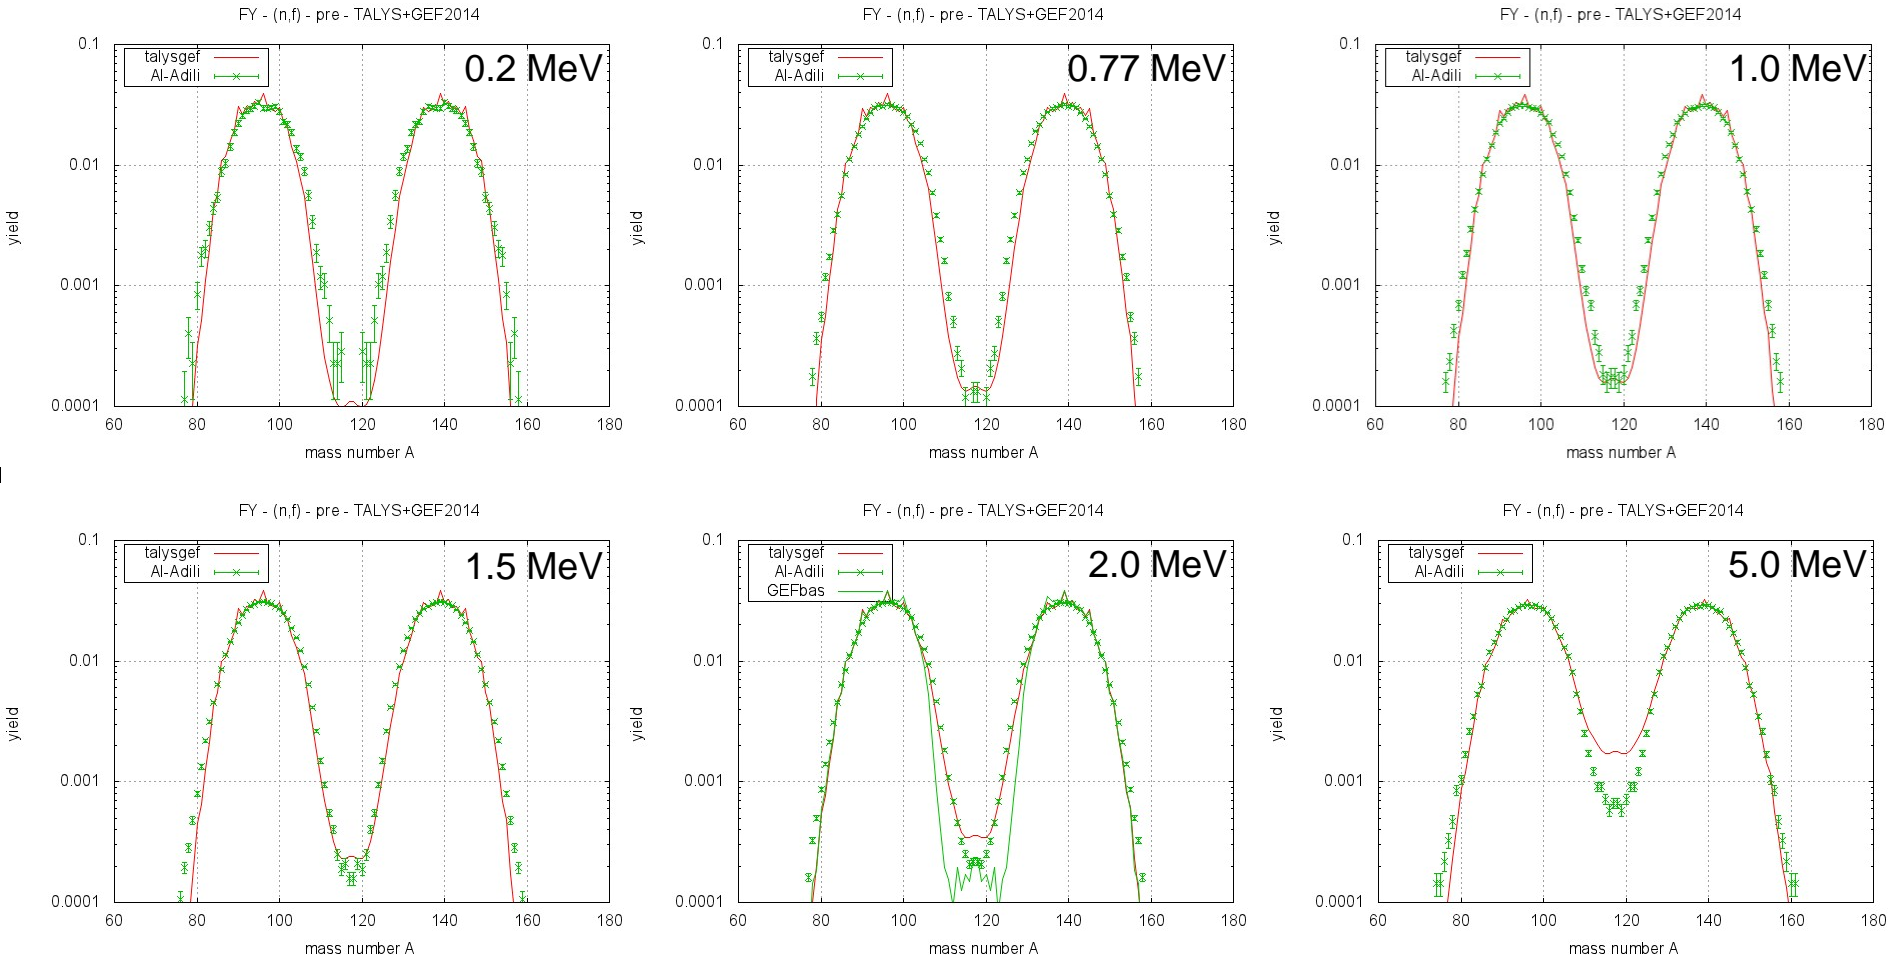 FY - (n,f) - pre - TALYS+GEF2014
0.1
0.01
0.001
0.0001
yield
talysgef
Al-Adili
0.2 MeV
60 80 100 120 140 160 180
mass number A
FY - (n,f) - pre - TALYS+GEF2014
0.1
0.01
0.001
0.0001
yield
talysgef
Al-Adili
0.77 MeV
60 80 100 120 140 160 180
mass number A
FY - (n,f) - pre - TALYS+GEF2014
0.1
0.01
0.001
0.0001
yield
talysgef
Al-Adili
1.0 MeV
60 80 100 120 140 160 180
mass number A
FY - (n,f) - pre - TALYS+GEF2014
0.1
0.01
0.001
0.0001
yield
talysgef
Al-Adili
1.5 MeV
60 80 100 120 140 160 180
mass number A
FY - (n,f) - pre - TALYS+GEF2014
0.1
0.01
0.001
0.0001
yield
talysgef
Al-Adili
GEFbas
2.0 MeV
60 80 100 120 140 160 180
mass number A
FY - (n,f) - pre - TALYS+GEF2014
0.1
0.01
0.001
0.0001
yield
talysgef
Al-Adili
5.0 MeV
60 80 100 120 140 160 180
mass number A